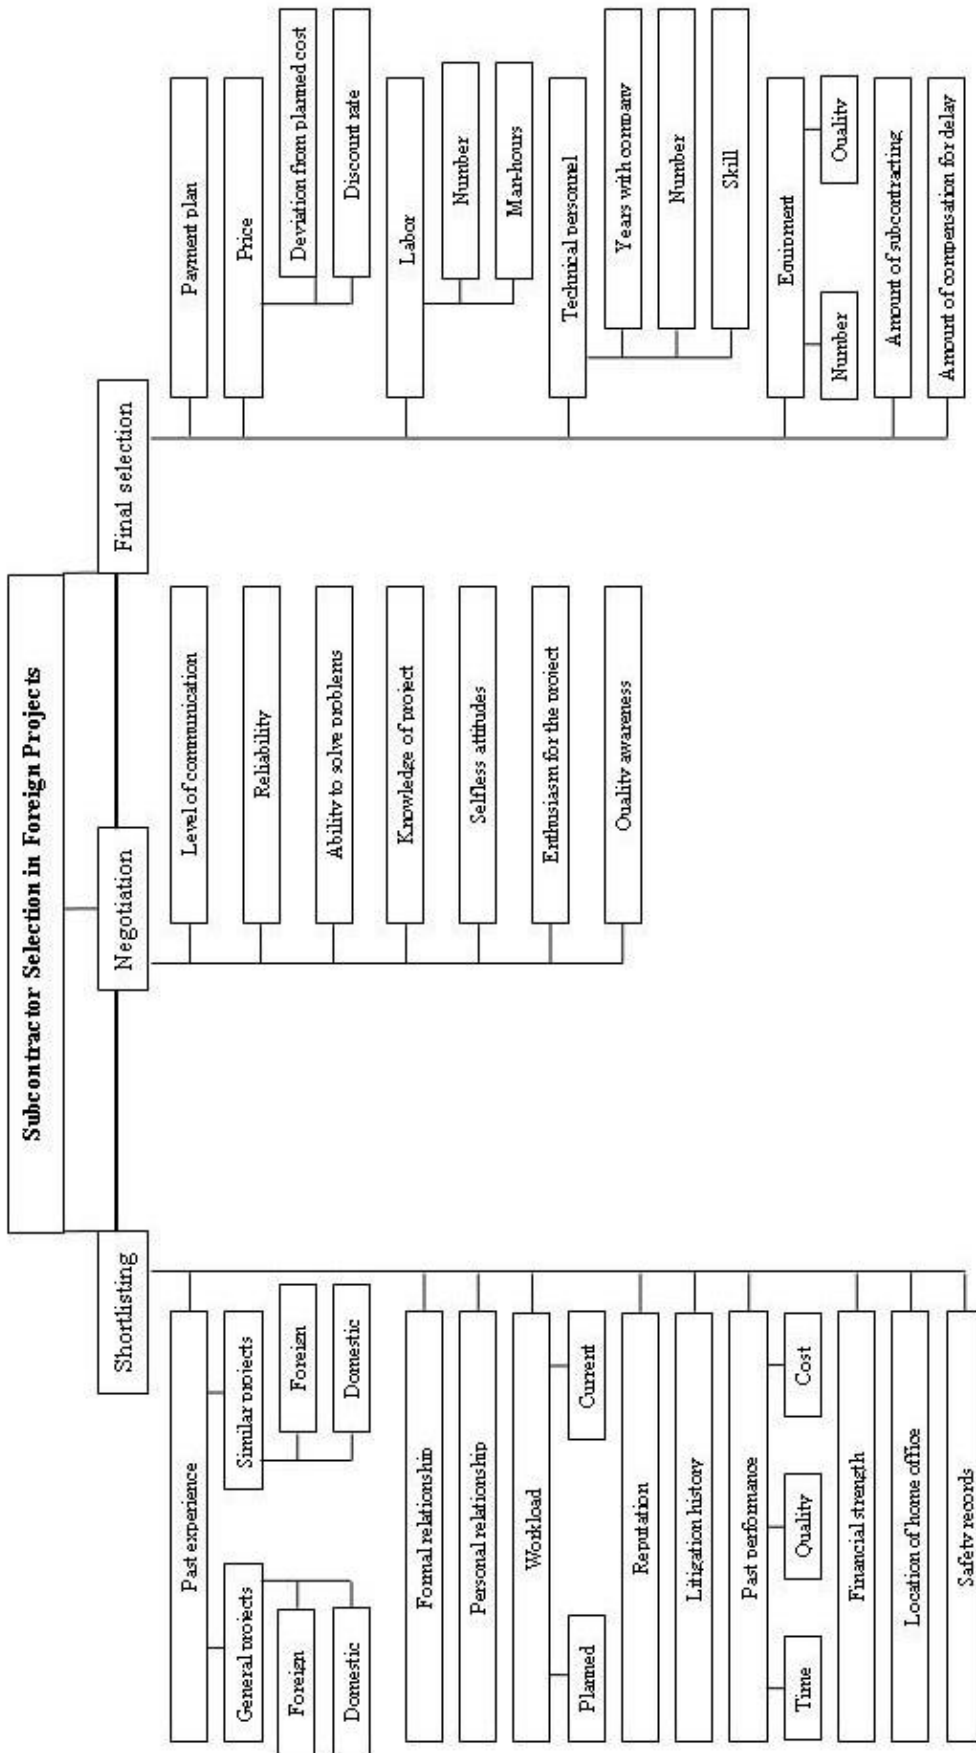 Subcontractor Selection in Foreign Projects
Shortlisting
Past experience
General projects
Foreign
Domestic
Similar projects
Foreign
Domestic
Formal relationship
Personal relationship
Workload
Planned
Current
Reputation
Litigation history
Past performance
Time
Quality
Cost
Financial strength
Location of home office
Safety records
Negotiation
Level of communication
Reliability
Ability to solve problems
Knowledge of project
Selfless attitudes
Enthusiasm for the project
Quality awareness
Final selection
Payment plan
Price
Deviation from planned cost
Discount rate
Labor
Number
Man-hours
Technical personnel
Years with company
Number
Skill
Equipment
Number
Quality
Amount of subcontracting
Amount of compensation for delay